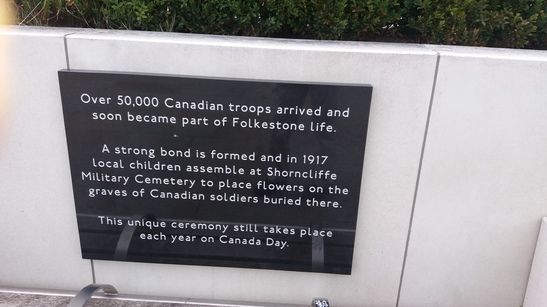 Over 50,000 Canadian troops arrived and
soon became part of Folkestone life.
A strong bond is formed and in 1917
local children assemble at Shorncliffe
Military Cemetery to place flowers on the
graves of Canadian soldiers buried there.
This unique ceremony still takes place
each year on Canada Day.